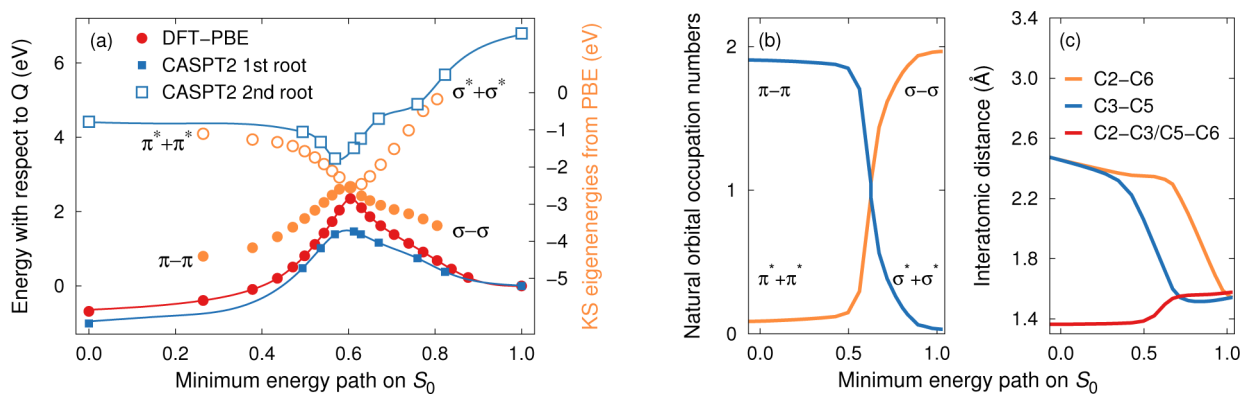 (a)
DFT−PBE
CASPT2 1st root
CASPT2 2nd root
Energy with respect to Q (eV)
6
4
2
0
KS eigenenergies from PBE (eV)
0
−1
−2
−3
−4
−5
σ*+σ*
π*+π*
π−π
σ−σ
0.0 0.2 0.4 0.6 0.8 1.0
Minimum energy path on S0
(b)
Natural orbital occupation numbers
2
1
0
π−π
σ−σ
π*+π*
σ*+σ*
0.0 0.5 1.0
(c)
Interatomic distance (Å)
3.4
3.0
2.6
2.2
1.8
1.4
C2−C6
C3−C5
C2−C3/C5−C6
0.0 0.5 1.0
Minimum energy path on S0